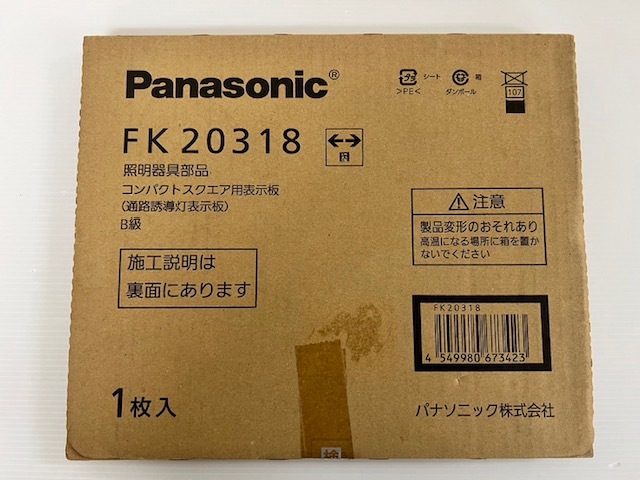 Panasonic®
プラ シート
>PE<
箱
ダンボール
107
FK20318
照明器具部品
コンパクトスクエア用表示板
(通路誘導灯表示板)
B級
施工説明は
裏面にあります
⚠注意
製品変形のおそれあり
高温になる場所に箱を置か
ないでください
FK20318
4 549980 673423
1枚入
パナソニック株式会社
検